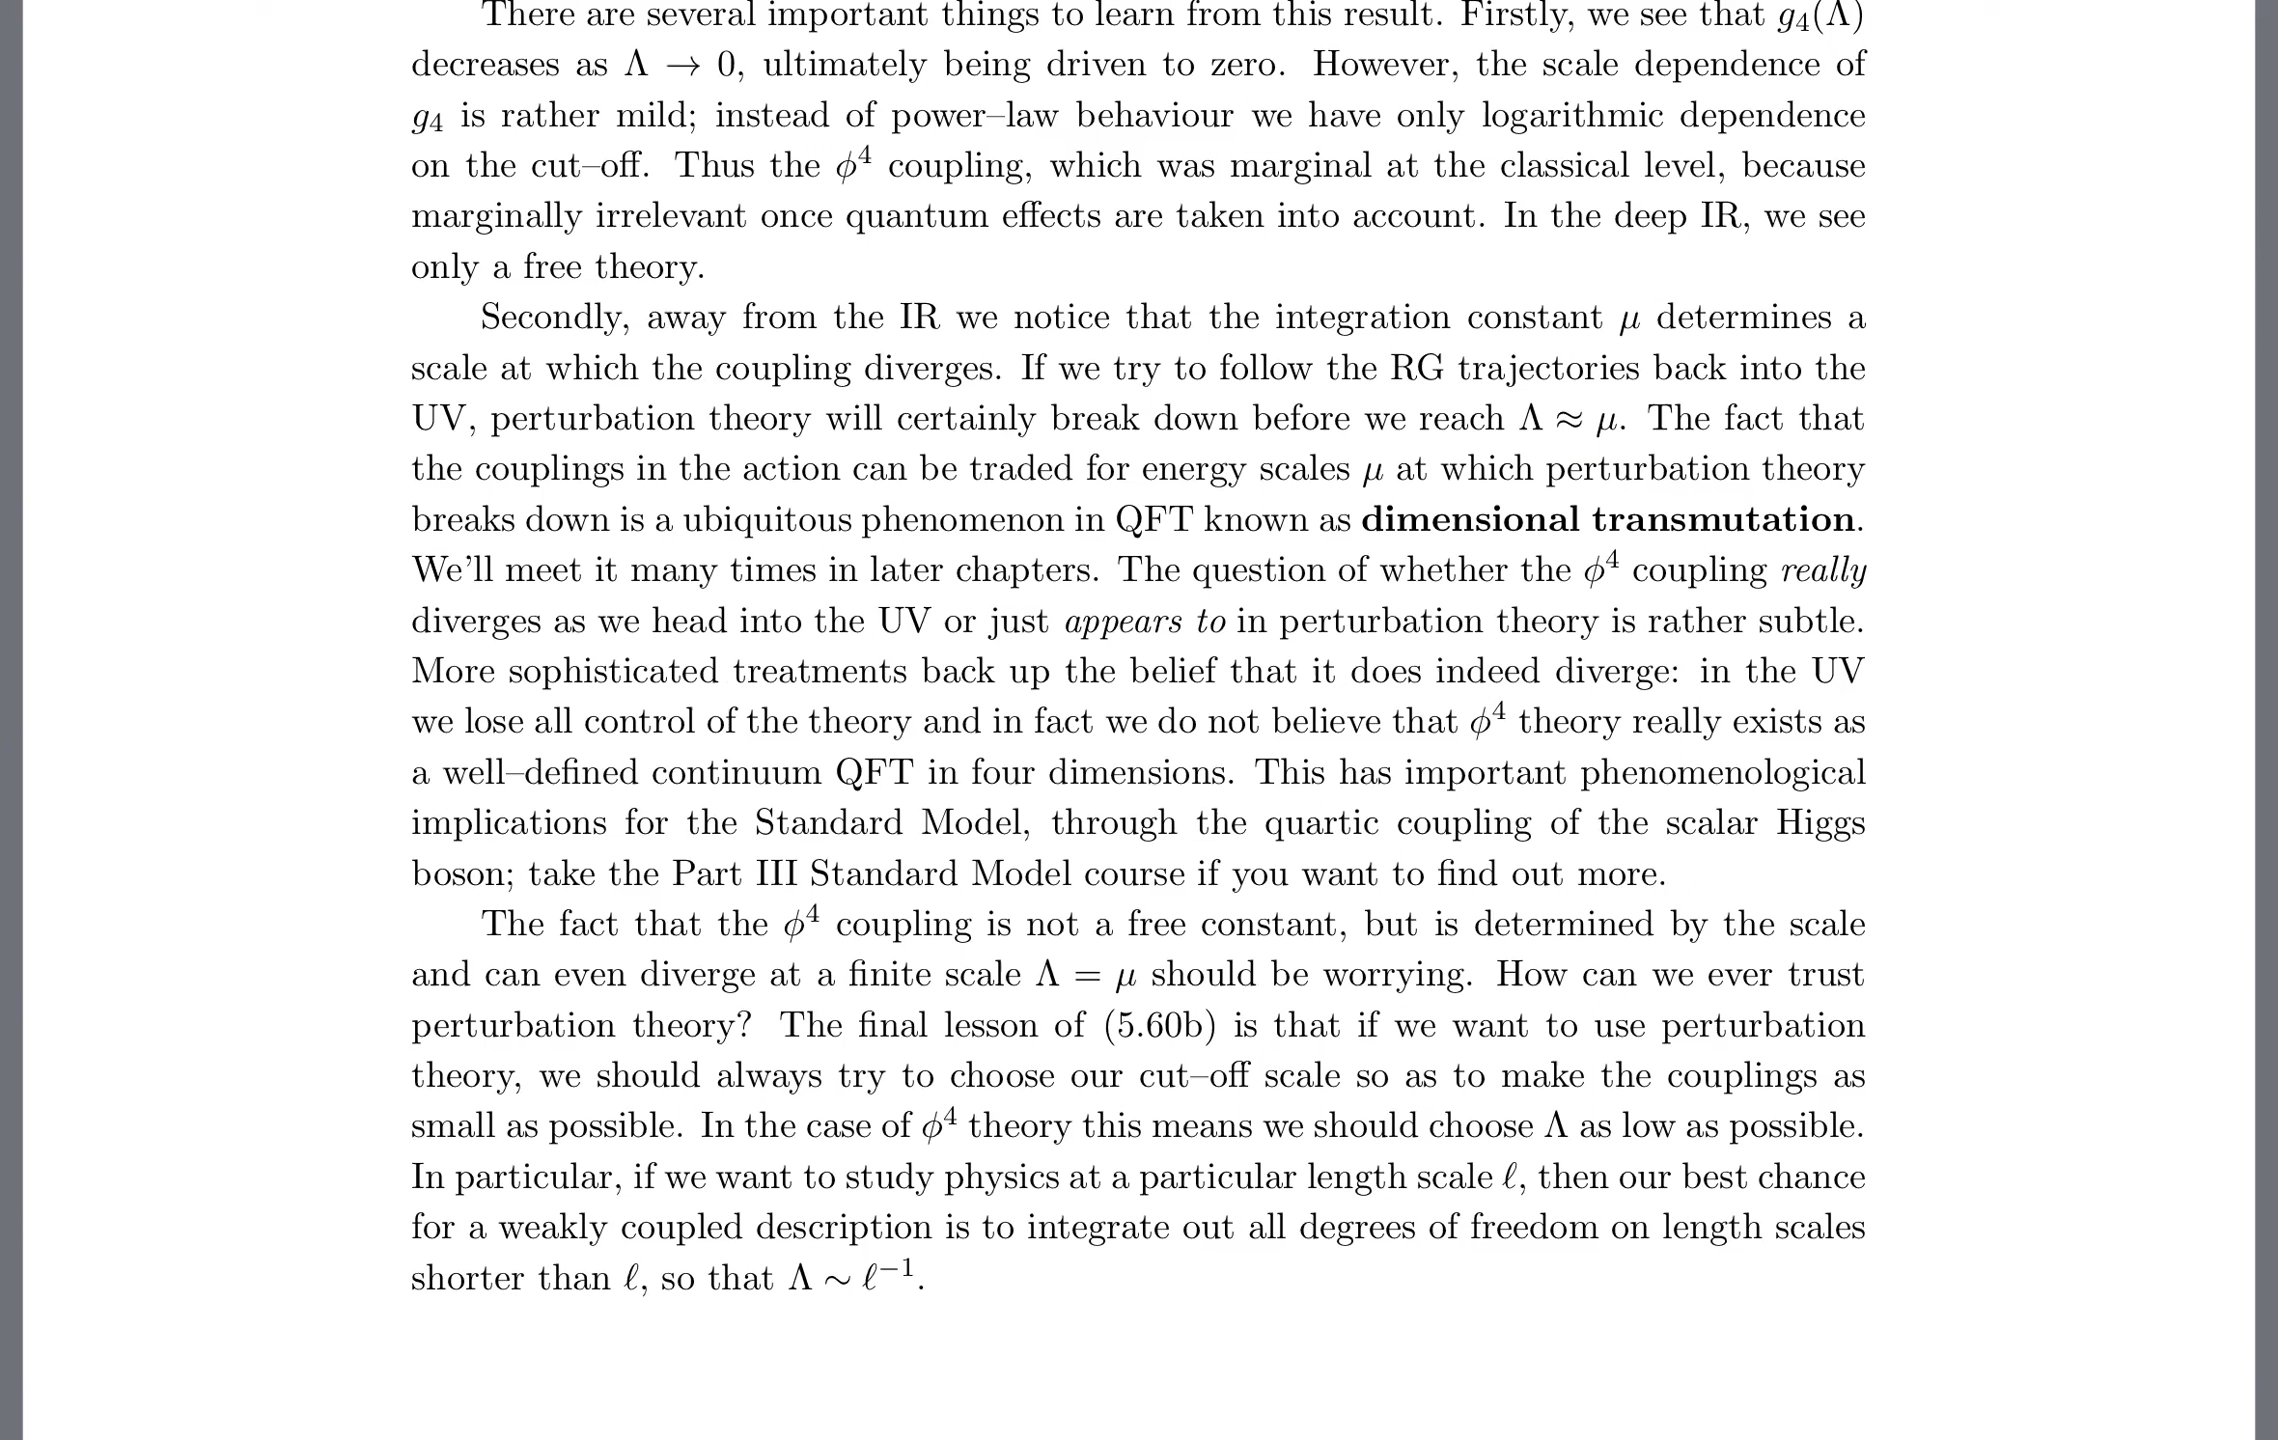 There are several important things to learn from this result. Firstly, we see that g₄(Λ)
decreases as Λ → 0, ultimately being driven to zero. However, the scale dependence of
g₄ is rather mild; instead of power–law behaviour we have only logarithmic dependence
on the cut–off. Thus the ϕ⁴ coupling, which was marginal at the classical level, because
marginally irrelevant once quantum effects are taken into account. In the deep IR, we see
only a free theory.
Secondly, away from the IR we notice that the integration constant μ determines a
scale at which the coupling diverges. If we try to follow the RG trajectories back into the
UV, perturbation theory will certainly break down before we reach Λ ≈ μ. The fact that
the couplings in the action can be traded for energy scales μ at which perturbation theory
breaks down is a ubiquitous phenomenon in QFT known as dimensional transmutation.
We'll meet it many times in later chapters. The question of whether the ϕ⁴ coupling really
diverges as we head into the UV or just appears to in perturbation theory is rather subtle.
More sophisticated treatments back up the belief that it does indeed diverge: in the UV
we lose all control of the theory and in fact we do not believe that ϕ⁴ theory really exists as
a well–defined continuum QFT in four dimensions. This has important phenomenological
implications for the Standard Model, through the quartic coupling of the scalar Higgs
boson; take the Part III Standard Model course if you want to find out more.
The fact that the ϕ⁴ coupling is not a free constant, but is determined by the scale
and can even diverge at a finite scale Λ = μ should be worrying. How can we ever trust
perturbation theory? The final lesson of (5.60b) is that if we want to use perturbation
theory, we should always try to choose our cut–off scale so as to make the couplings as
small as possible. In the case of ϕ⁴ theory this means we should choose Λ as low as possible.
In particular, if we want to study physics at a particular length scale ℓ, then our best chance
for a weakly coupled description is to integrate out all degrees of freedom on length scales
shorter than ℓ, so that Λ ∼ ℓ⁻¹.